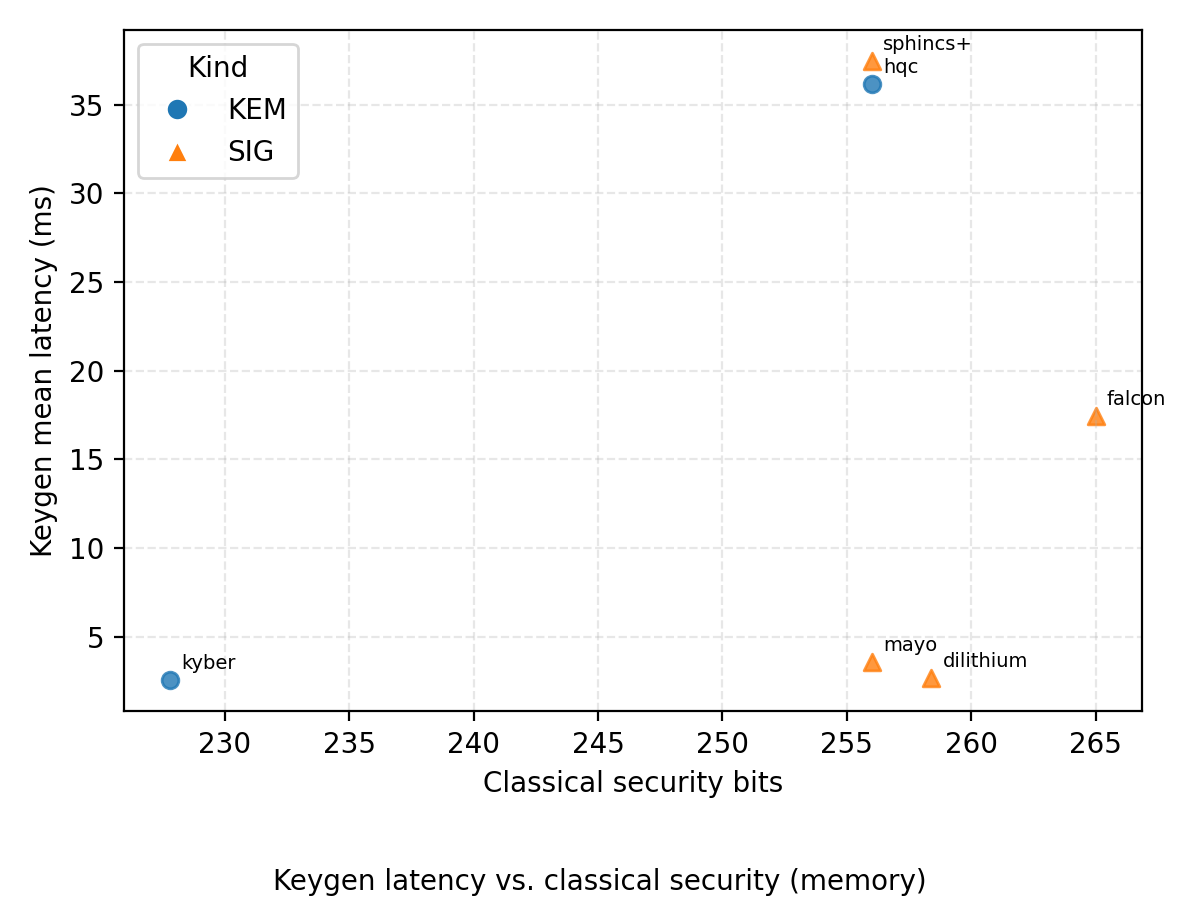 Kind
KEM
SIG
sphincs+
hqc
falcon
mayo
dilithium
kyber
Keygen mean latency (ms)
35
30
25
20
15
10
5
230 235 240 245 250 255 260 265
Classical security bits
Keygen latency vs. classical security (memory)